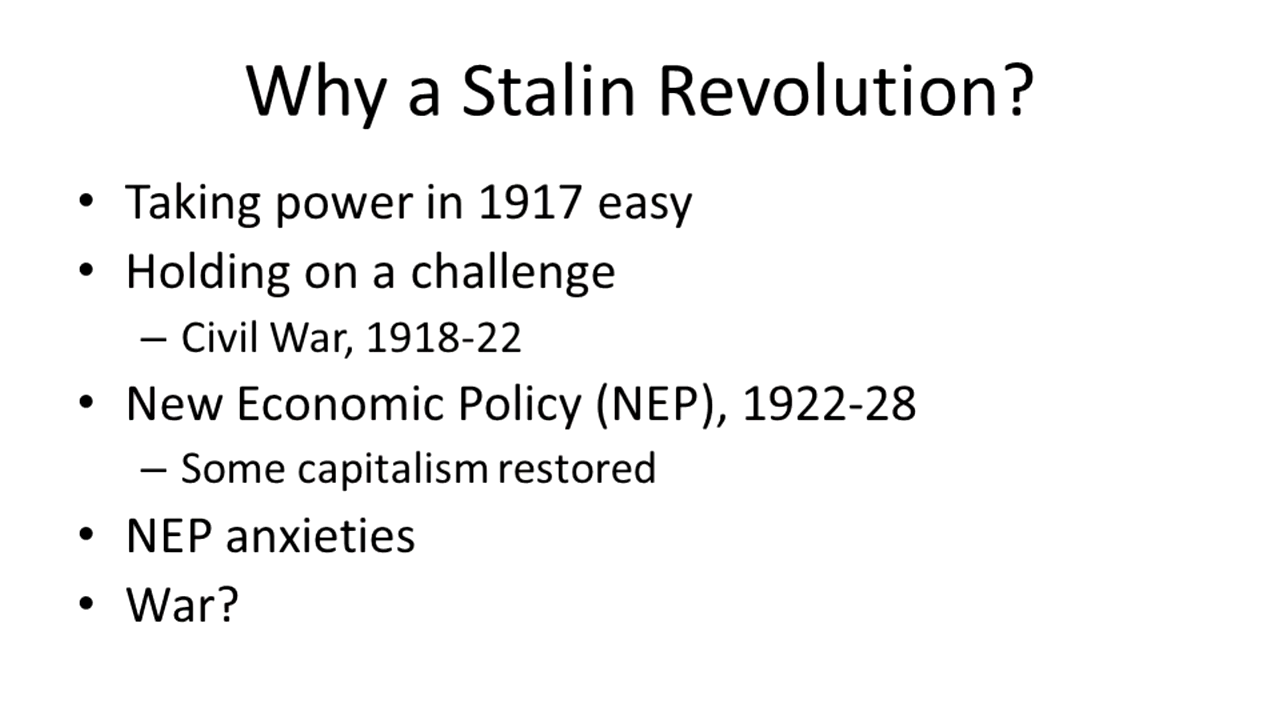 Why a Stalin Revolution?
• Taking power in 1917 easy
• Holding on a challenge
– Civil War, 1918-22
• New Economic Policy (NEP), 1922-28
– Some capitalism restored
• NEP anxieties
• War?